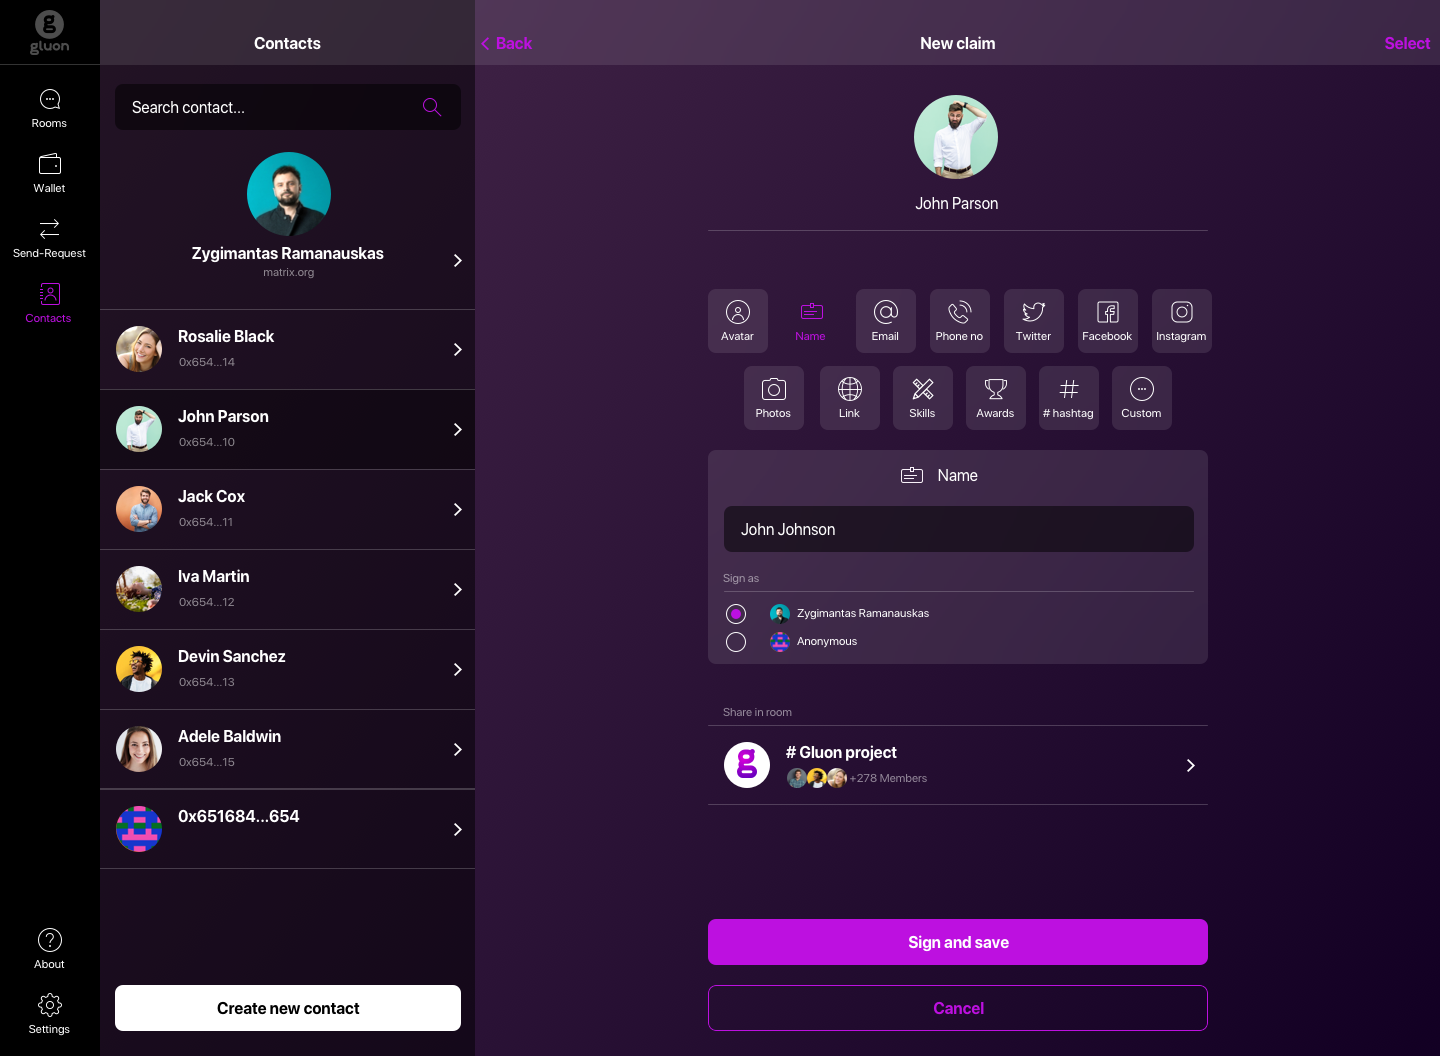 gluon
Rooms
Wallet
Send-Request
Contacts
About
Settings
Contacts
Search contact...
Zygimantas Ramanauskas
matrix.org
Rosalie Black
0x654...14
John Parson
0x654...10
Jack Cox
0x654...11
Iva Martin
0x654...12
Devin Sanchez
0x654...13
Adele Baldwin
0x654...15
0x651684...654
Create new contact
Back
New claim
Select
John Parson
Avatar
Name
Email
Phone no
Twitter
Facebook
Instagram
Photos
Link
Skills
Awards
# hashtag
Custom
Name
John Johnson
Sign as
Zygimantas Ramanauskas
Anonymous
Share in room
# Gluon project
+278 Members
Sign and save
Cancel